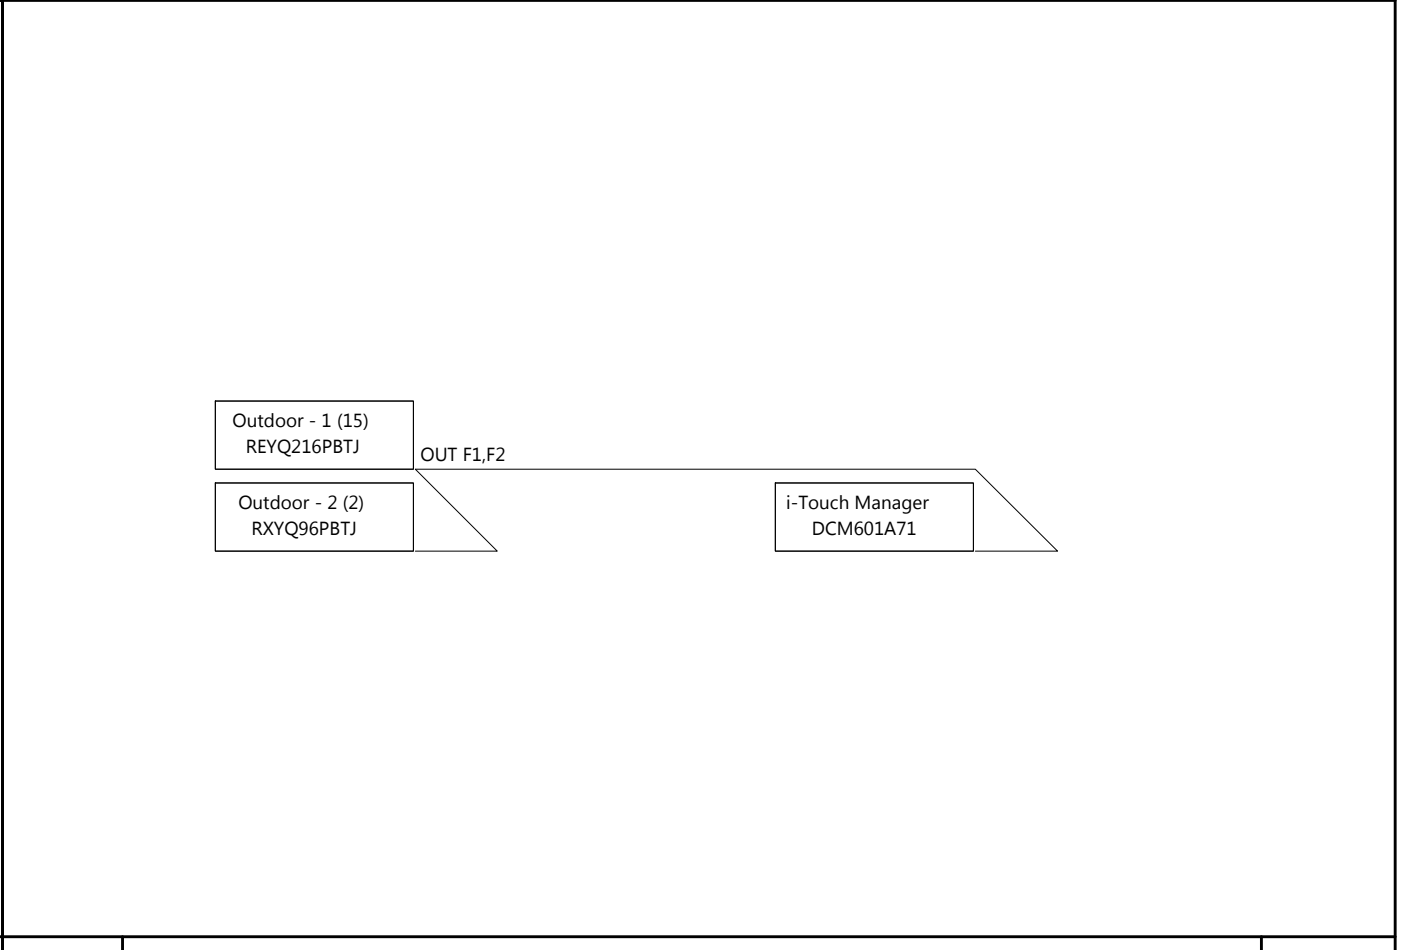 Outdoor - 1 (15)
REYQ216PBTJ
OUT F1,F2
Outdoor - 2 (2)
RXYQ96PBTJ
i-Touch Manager
DCM601A71